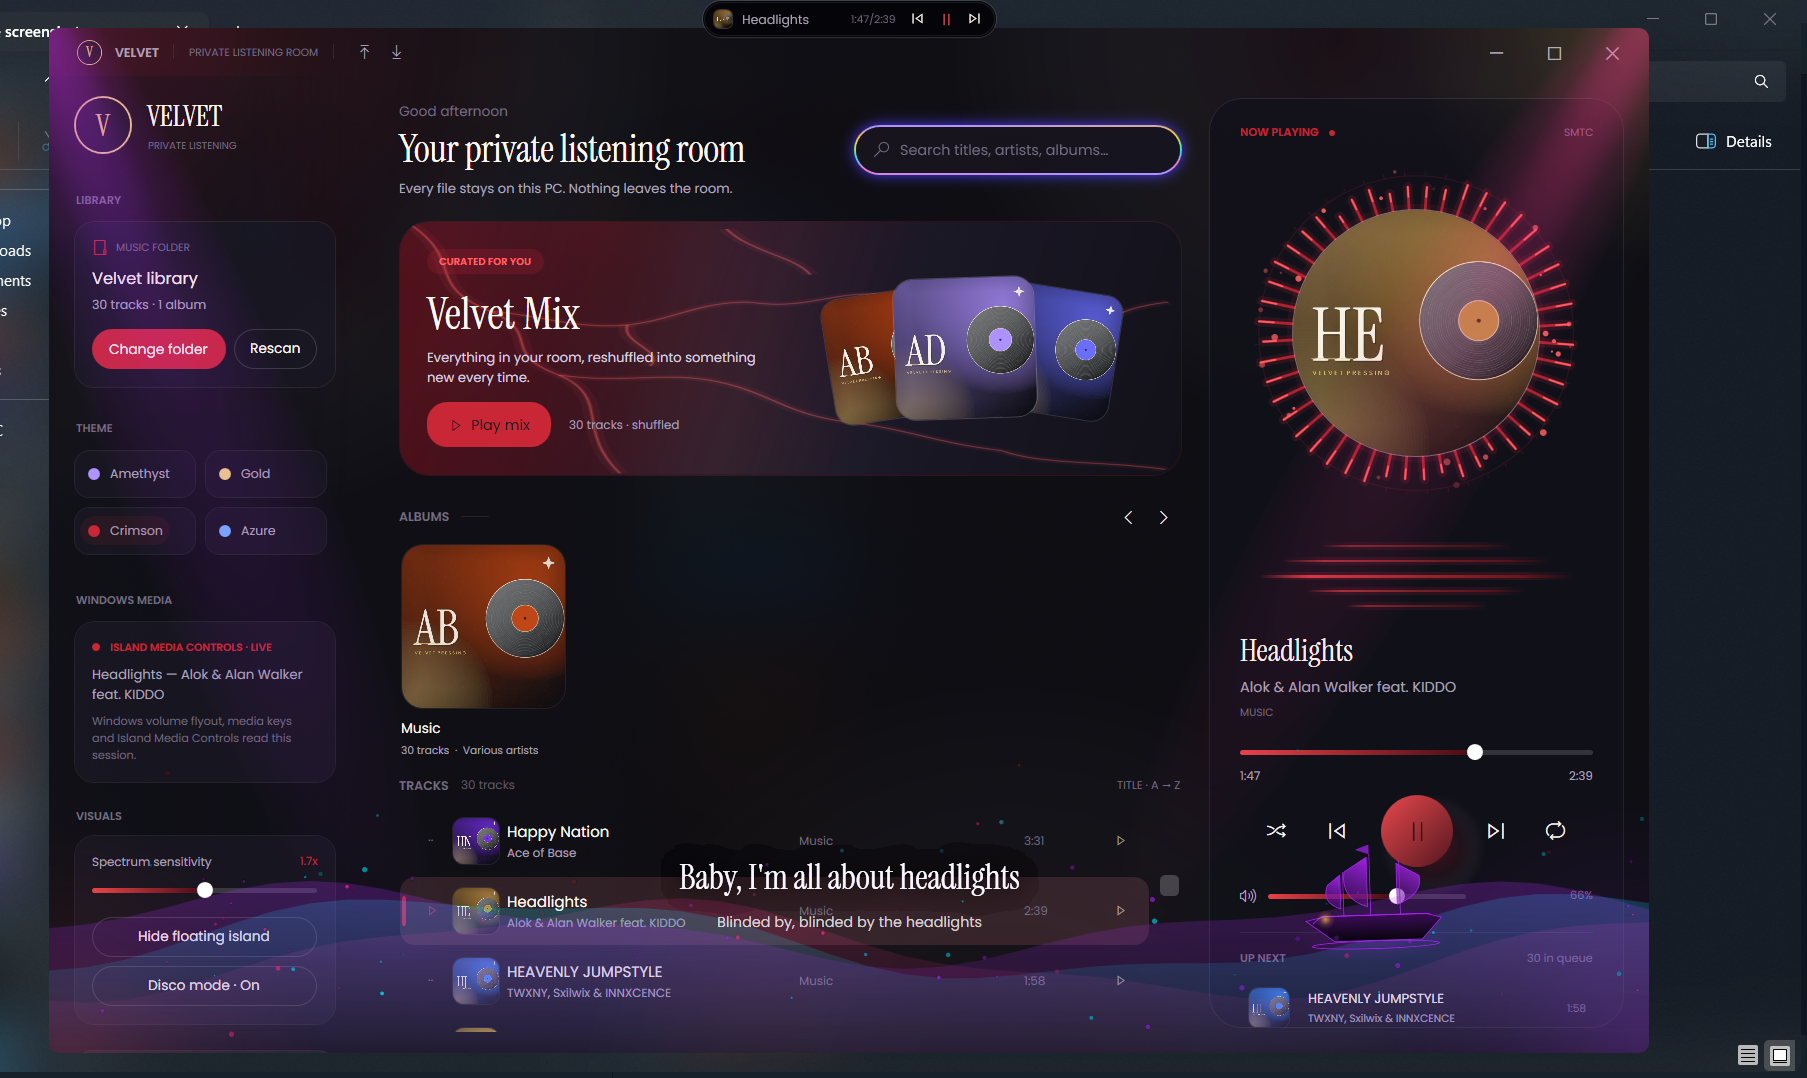 screen
Headlights 1:47/2:39
V VELVET PRIVATE LISTENING ROOM
Details
oads
V VELVET
PRIVATE LISTENING
LIBRARY
MUSIC FOLDER
Velvet library
30 tracks · 1 album
Change folder Rescan
THEME
Amethyst Gold
Crimson Azure
WINDOWS MEDIA
ISLAND MEDIA CONTROLS · LIVE
Headlights — Alok & Alan Walker
feat. KIDDO
Windows volume flyout, media keys
and Island Media Controls read this
session.
VISUALS
Spectrum sensitivity 1.7x
Hide floating island
Disco mode · On
Good afternoon
Your private listening room
Every file stays on this PC. Nothing leaves the room.
Search titles, artists, albums...
CURATED FOR YOU
Velvet Mix
Everything in your room, reshuffled into something
new every time.
Play mix 30 tracks · shuffled
AB
AD
ALBUMS
AB
VELVET PRESSING
Music
30 tracks · Various artists
TRACKS 30 tracks TITLE · A → Z
Happy Nation
Ace of Base
Music 3:31
Baby, I'm all about headlights
Headlights
Alok & Alan Walker feat. KIDDO
Music 2:39
Blinded by, blinded by the headlights
HEAVENLY JUMPSTYLE
TWXNY, Sxilwix & INNXCENCE
Music 1:58
NOW PLAYING SMTC
HE
VELVET PRESSING
Headlights
Alok & Alan Walker feat. KIDDO
MUSIC
1:47 2:39
66%
UP NEXT 30 in queue
HEAVENLY JUMPSTYLE
TWXNY, Sxilwix & INNXCENCE
1:58